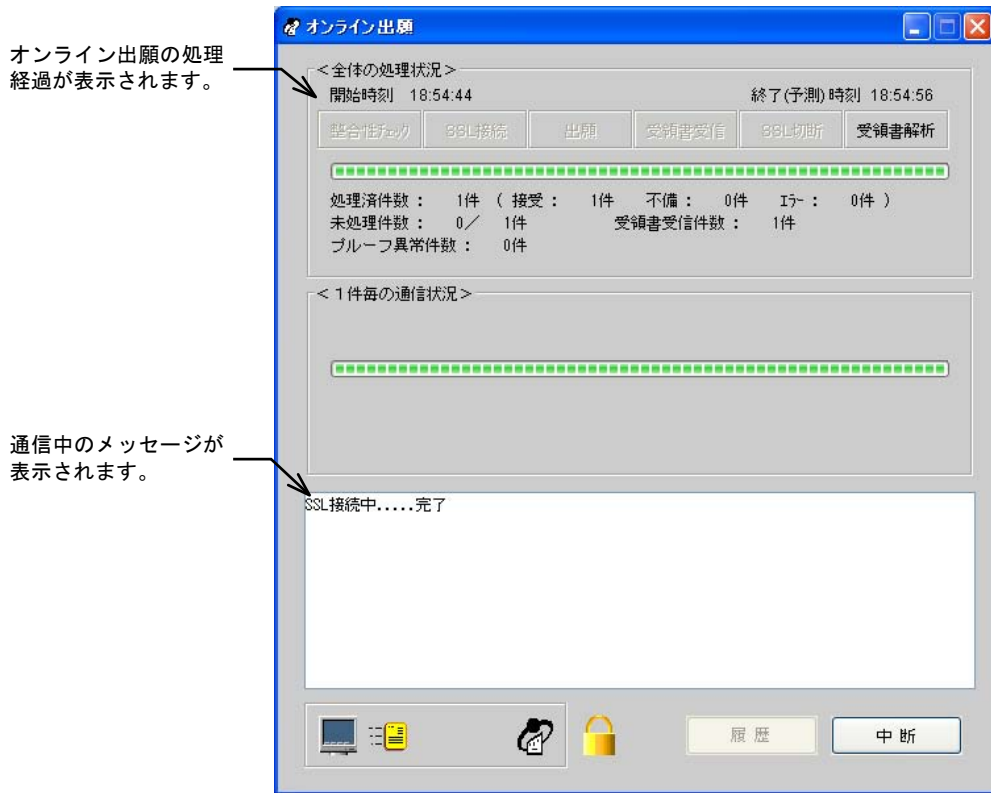 オンライン出願
オンライン出願の処理
経過が表示されます。
＜全体の処理状況＞
開始時刻 18:54:44 終了(予測)時刻 18:54:56
整合性ﾁｪｯｸ SSL接続 出願 受領書受信 SSL切断 受領書解析
処理済件数： 1件 ( 接受： 1件 不備： 0件 ｴﾗｰ： 0件 )
未処理件数： 0／ 1件 受領書受信件数： 1件
プルーフ異常件数： 0件
＜１件毎の通信状況＞
通信中のメッセージが
表示されます。
SSL接続中.....完了
履 歴 中 断